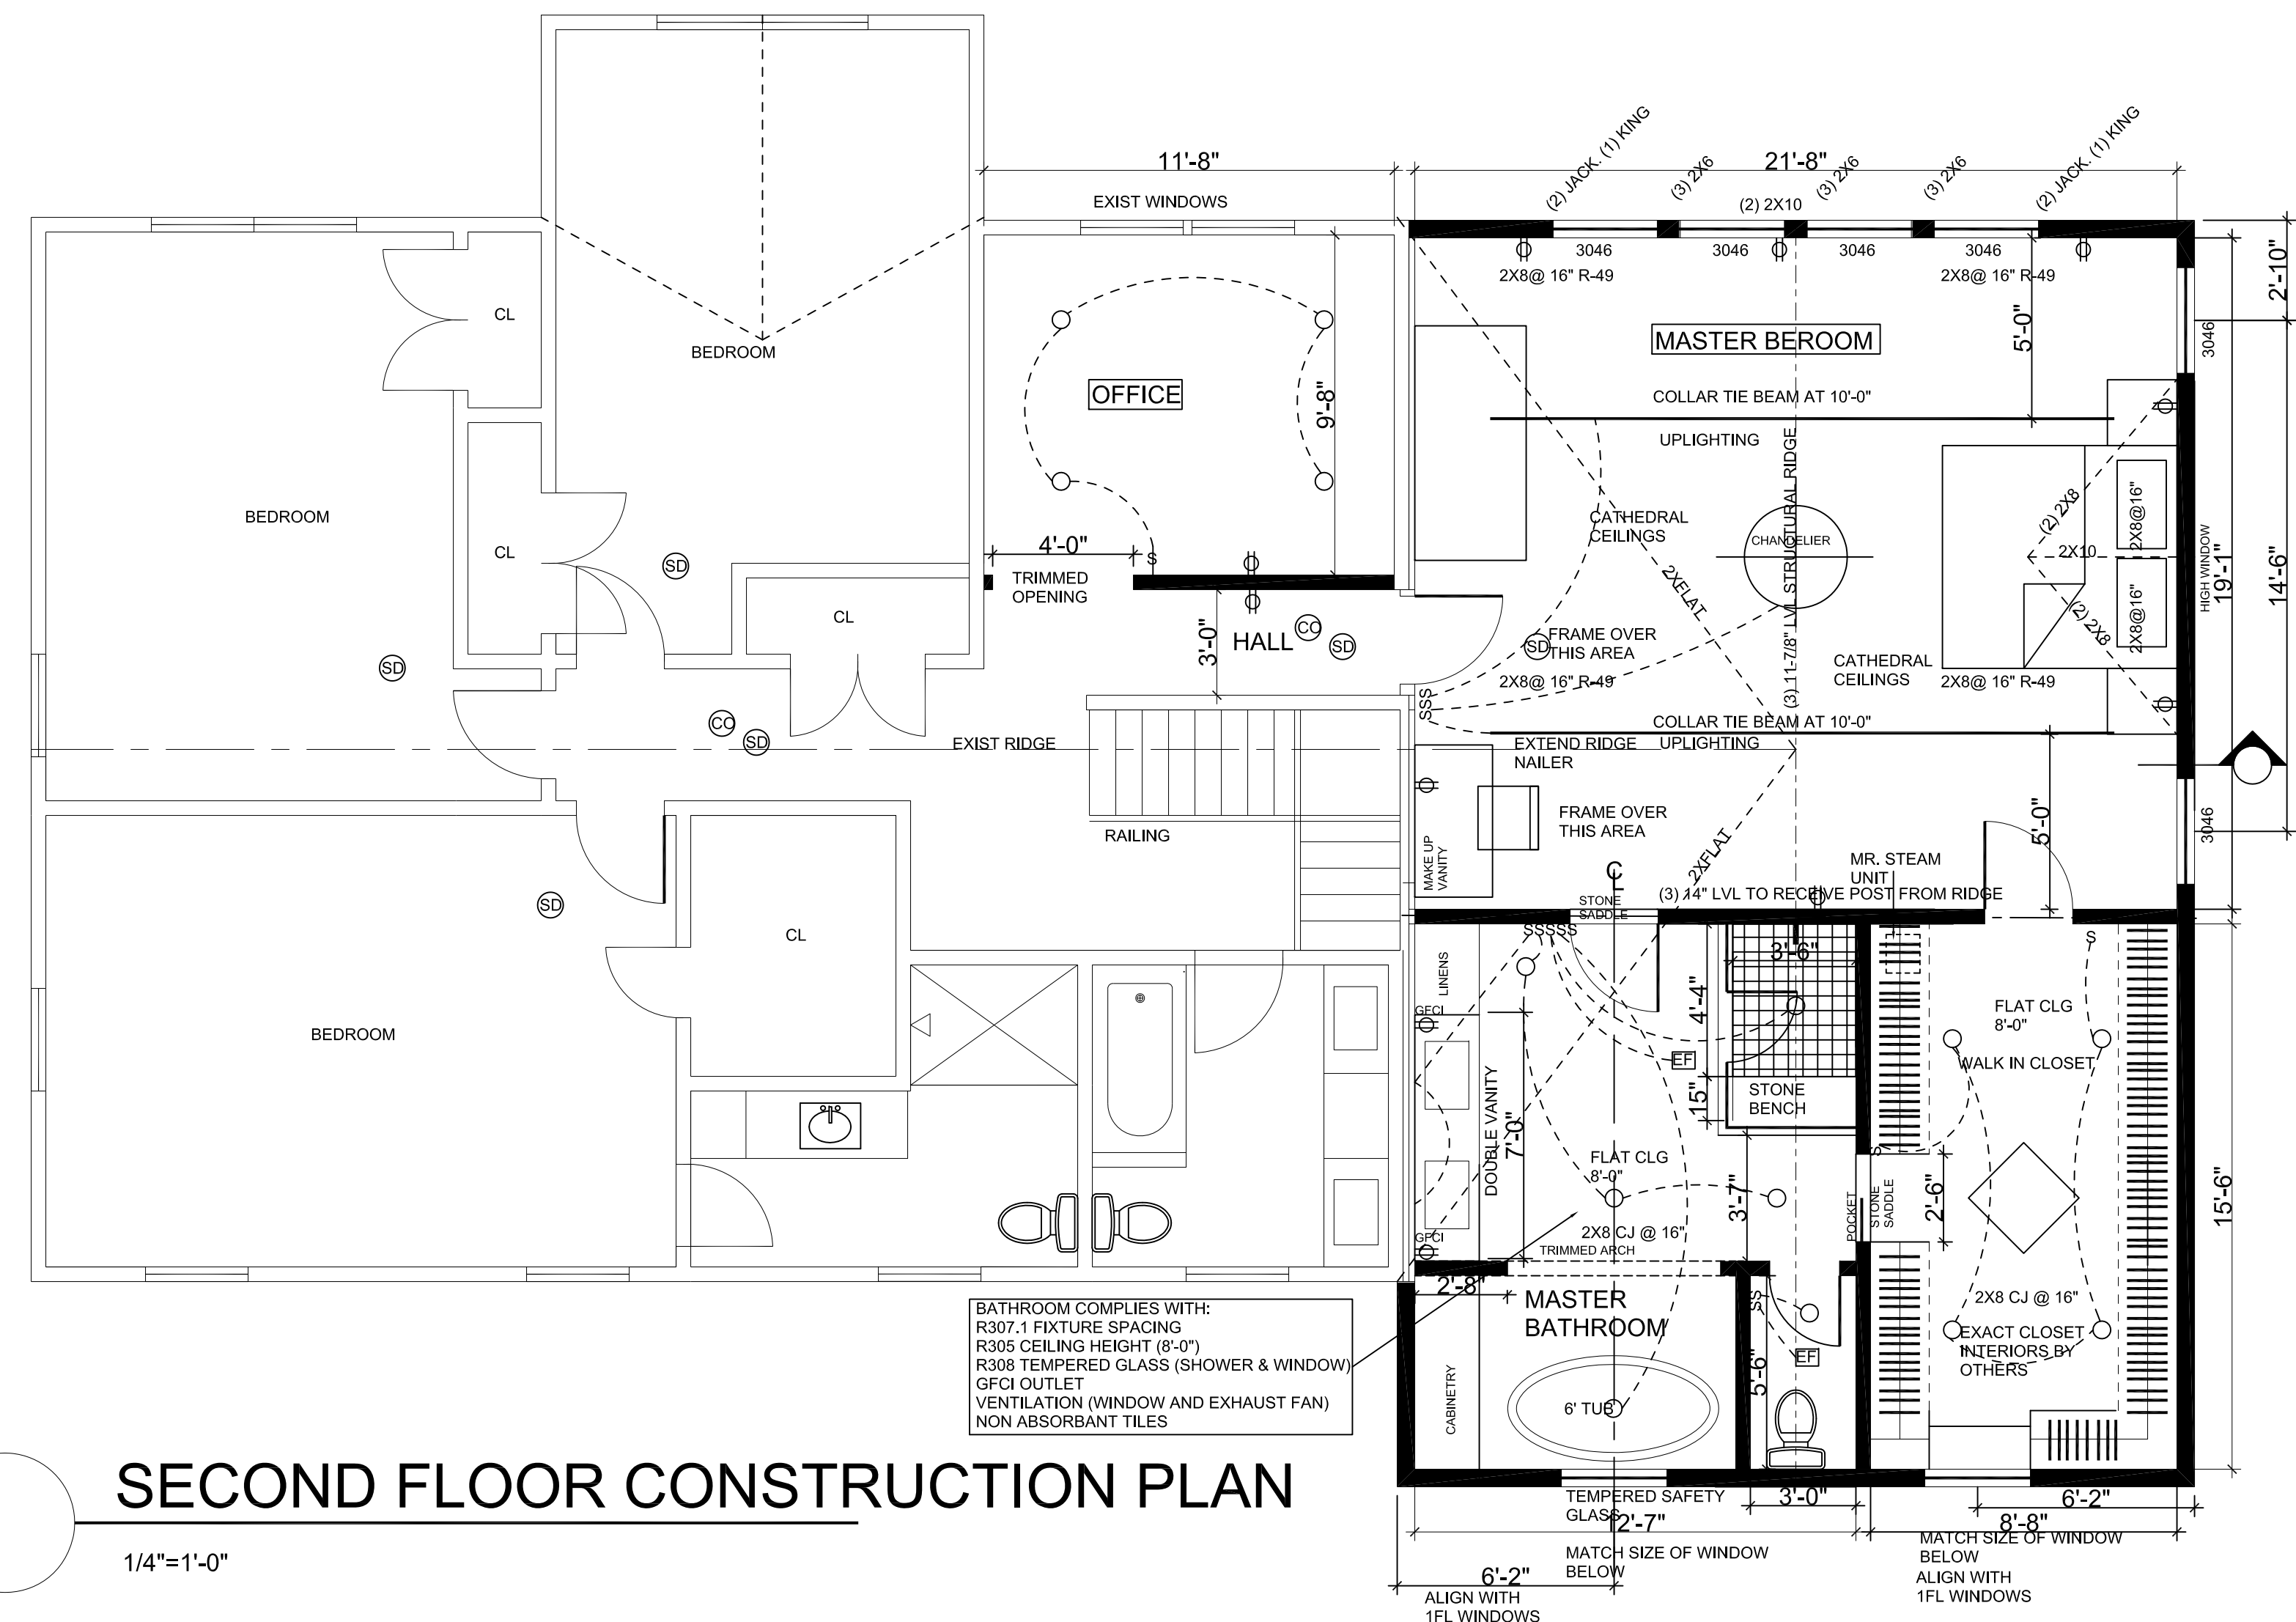 (2) JACK. (1) KING
(3) 2X6
(3) 2X6
(3) 2X6
(2) JACK. (1) KING
11'-8"
21'-8"
EXIST WINDOWS
(2) 2X10
3046
3046
3046
3046
2X8@ 16" R-49
2X8@ 16" R-49
2'-10"
3046
CL
BEDROOM
MASTER BEROOM
5'-0"
OFFICE
9'-8"
COLLAR TIE BEAM AT 10'-0"
UPLIGHTING
(3) 11-7/8" LVL STRUCTURAL RIDGE
BEDROOM
CATHEDRAL
CEILINGS
CHANDELIER
(2) 2X8
2X10
2X8@16"
(2) 2X8
2X8@16"
HIGH WINDOW
19'-1"
14'-6"
CL
SD
4'-0"
S
TRIMMED
OPENING
2XFLAT
CL
3'-0"
HALL
CO
SD
SD
FRAME OVER
THIS AREA
2X8@ 16" R-49
CATHEDRAL
CEILINGS
2X8@ 16" R-49
SD
SSS
CO
SD
COLLAR TIE BEAM AT 10'-0"
EXIST RIDGE
EXTEND RIDGE
NAILER
UPLIGHTING
RAILING
FRAME OVER
THIS AREA
5'-0"
3046
MAKE UP
VANITY
2XFLAT
CL
MR. STEAM
UNIT
(3) 14" LVL TO RECEIVE POST FROM RIDGE
STONE
SADDLE
SD
CL
SSSSS
3'-6"
S
LINENS
GFCI
4'-4"
FLAT CLG
8'-0"
BEDROOM
EF
WALK IN CLOSET
15"
STONE
BENCH
DOUBLE VANITY
7'-0"
FLAT CLG
8'-0"
3'-7"
S
POCKET
STONE
SADDLE
2'-6"
15'-6"
GFCI
2X8 CJ @ 16"
TRIMMED ARCH
2'-8"
MASTER
BATHROOM
SS
2X8 CJ @ 16"
EF
5'-6"
EXACT CLOSET
INTERIORS BY
OTHERS
CABINETRY
6' TUB
BATHROOM COMPLIES WITH:
R307.1 FIXTURE SPACING
R305 CEILING HEIGHT (8'-0")
R308 TEMPERED GLASS (SHOWER & WINDOW)
GFCI OUTLET
VENTILATION (WINDOW AND EXHAUST FAN)
NON ABSORBANT TILES
SECOND FLOOR CONSTRUCTION PLAN
1/4"=1'-0"
TEMPERED SAFETY
GLASS
3'-0"
6'-2"
12'-7"
8'-8"
MATCH SIZE OF WINDOW
BELOW
MATCH SIZE OF WINDOW
BELOW
6'-2"
ALIGN WITH
1FL WINDOWS
ALIGN WITH
1FL WINDOWS